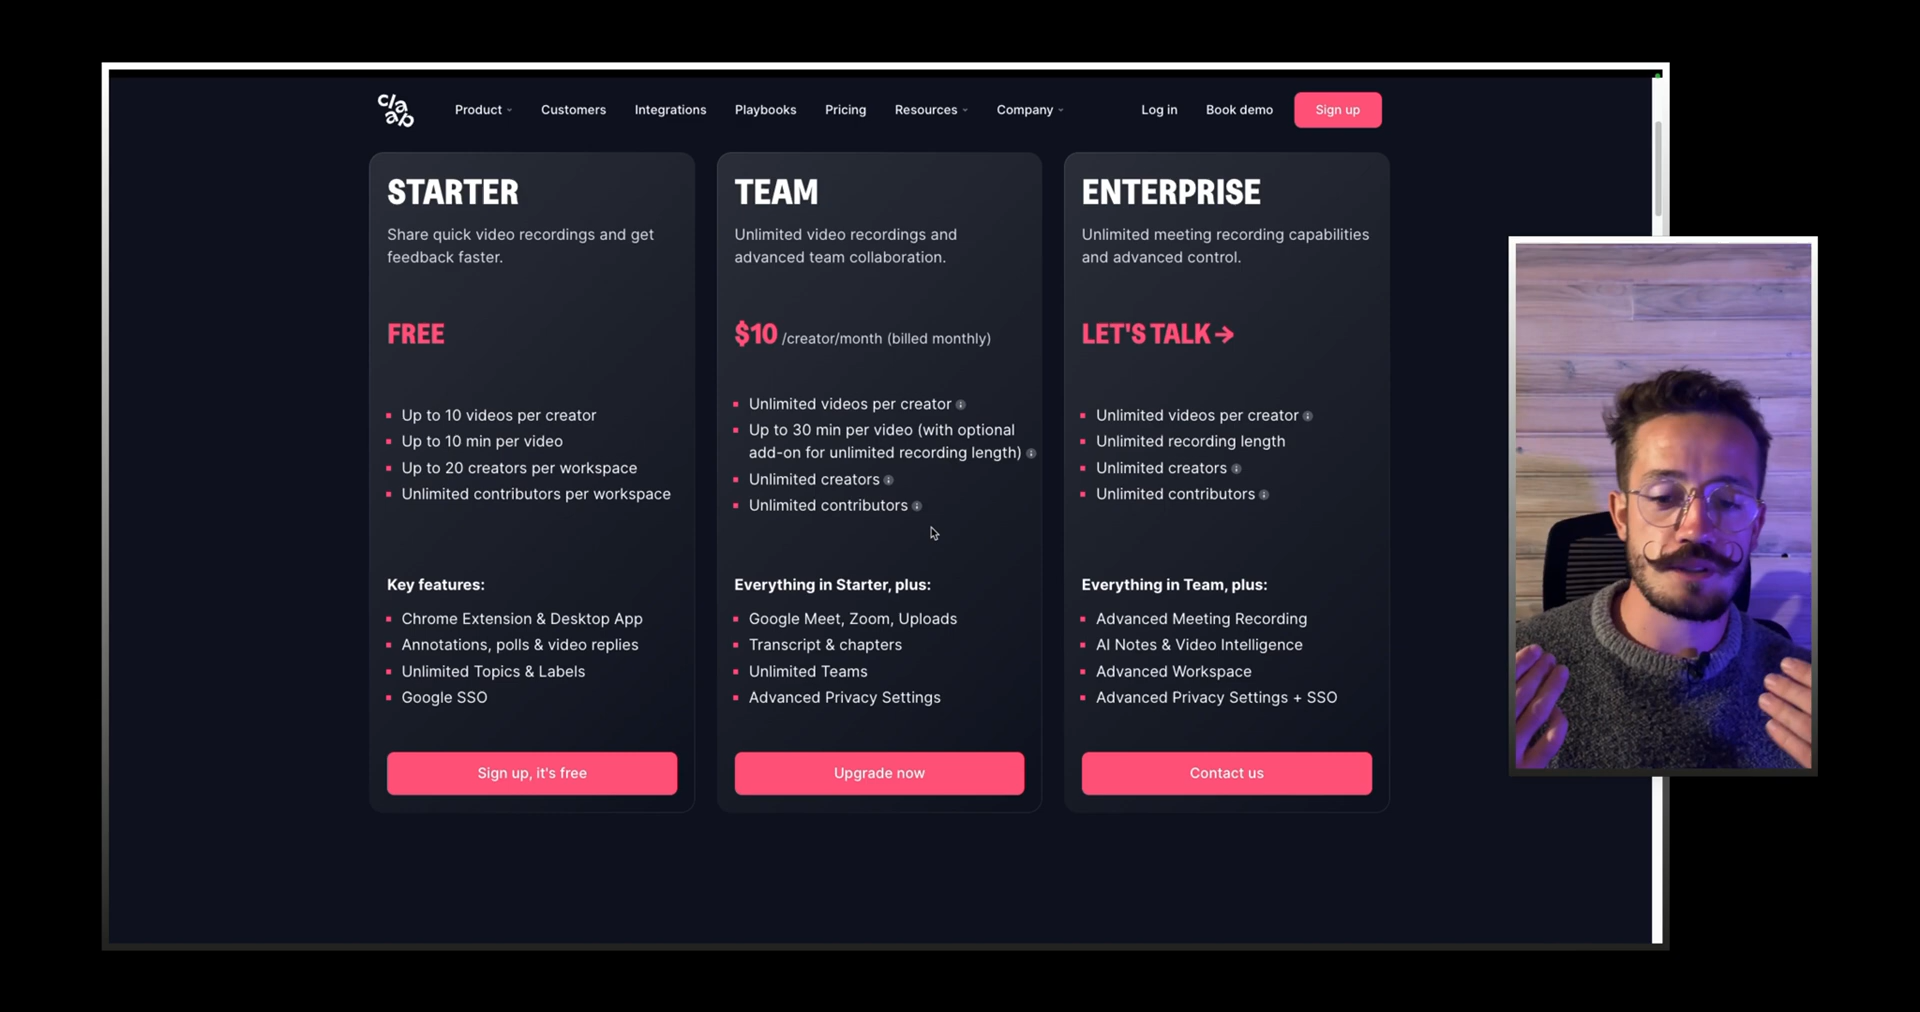 claap
Product Customers Integrations Playbooks Pricing Resources Company Log in Book demo Sign up
STARTER
Share quick video recordings and get
feedback faster.
FREE
Up to 10 videos per creator
Up to 10 min per video
Up to 20 creators per workspace
Unlimited contributors per workspace
Key features:
Chrome Extension & Desktop App
Annotations, polls & video replies
Unlimited Topics & Labels
Google SSO
Sign up, it's free
TEAM
Unlimited video recordings and
advanced team collaboration.
$10 /creator/month (billed monthly)
Unlimited videos per creator
Up to 30 min per video (with optional
add-on for unlimited recording length)
Unlimited creators
Unlimited contributors
Everything in Starter, plus:
Google Meet, Zoom, Uploads
Transcript & chapters
Unlimited Teams
Advanced Privacy Settings
Upgrade now
ENTERPRISE
Unlimited meeting recording capabilities
and advanced control.
LET'S TALK →
Unlimited videos per creator
Unlimited recording length
Unlimited creators
Unlimited contributors
Everything in Team, plus:
Advanced Meeting Recording
AI Notes & Video Intelligence
Advanced Workspace
Advanced Privacy Settings + SSO
Contact us